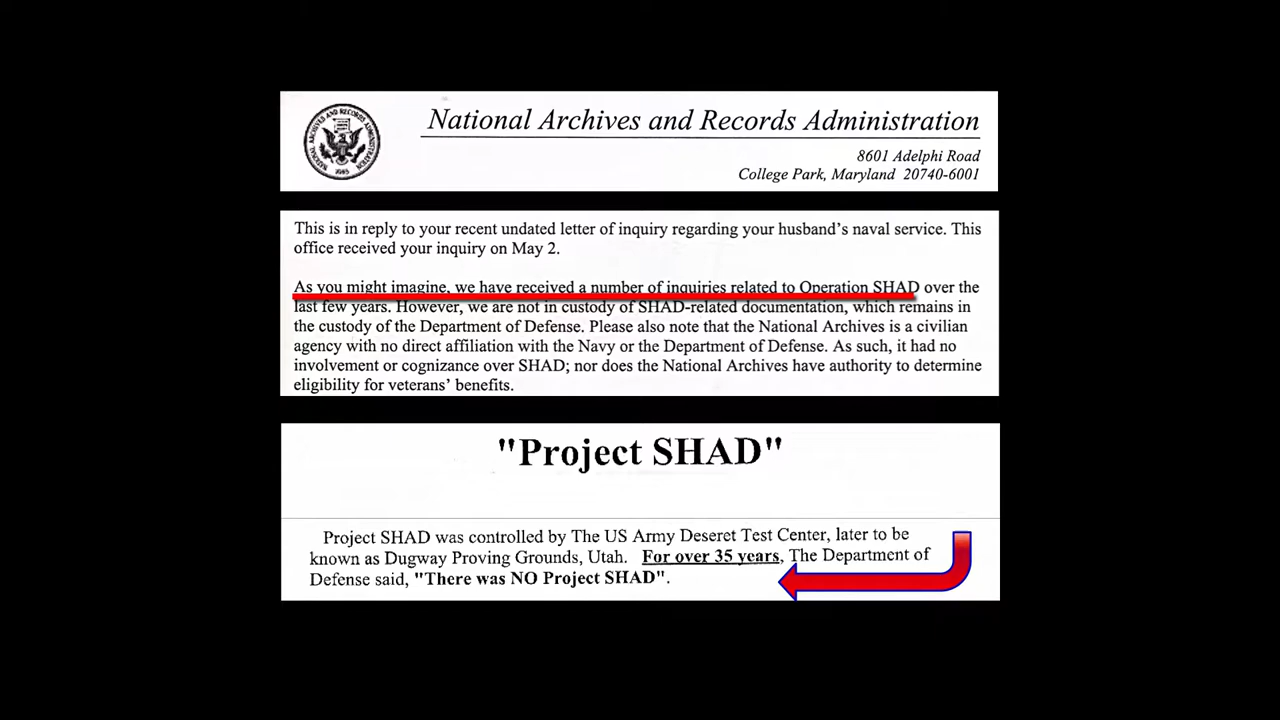 National Archives and Records Administration
8601 Adelphi Road
College Park, Maryland 20740-6001
NATIONAL ARCHIVES AND RECORDS ADMINISTRATION
1985
This is in reply to your recent undated letter of inquiry regarding your husband's naval service. This
office received your inquiry on May 2.
As you might imagine, we have received a number of inquiries related to Operation SHAD over the
last few years. However, we are not in custody of SHAD-related documentation, which remains in
the custody of the Department of Defense. Please also note that the National Archives is a civilian
agency with no direct affiliation with the Navy or the Department of Defense. As such, it had no
involvement or cognizance over SHAD; nor does the National Archives have authority to determine
eligibility for veterans' benefits.
"Project SHAD"
Project SHAD was controlled by The US Army Deseret Test Center, later to be
known as Dugway Proving Grounds, Utah. For over 35 years, The Department of
Defense said, "There was NO Project SHAD".